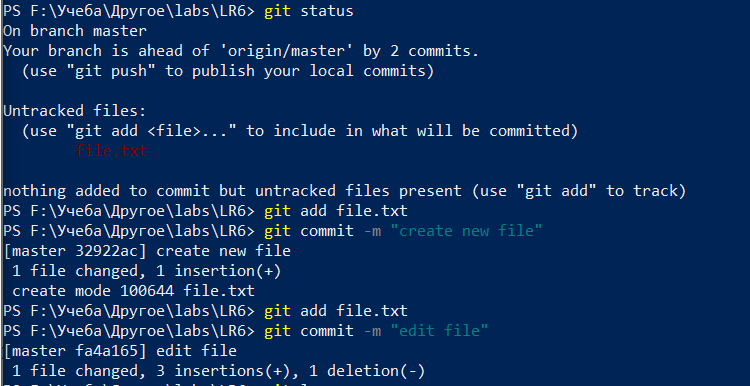 PS F:\Учеба\Другое\labs\LR6> git status
On branch master
Your branch is ahead of 'origin/master' by 2 commits.
  (use "git push" to publish your local commits)

Untracked files:
  (use "git add <file>..." to include in what will be committed)
        file.txt

nothing added to commit but untracked files present (use "git add" to track)
PS F:\Учеба\Другое\labs\LR6> git add file.txt
PS F:\Учеба\Другое\labs\LR6> git commit -m "create new file"
[master 32922ac] create new file
 1 file changed, 1 insertion(+)
 create mode 100644 file.txt
PS F:\Учеба\Другое\labs\LR6> git add file.txt
PS F:\Учеба\Другое\labs\LR6> git commit -m "edit file"
[master fa4a165] edit file
 1 file changed, 3 insertions(+), 1 deletion(-)